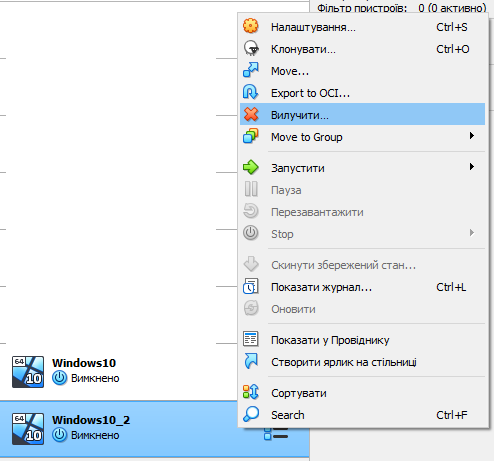 Фільтр пристроїв: 0 (0 активно)
Налаштування... Ctrl+S
Клонувати... Ctrl+O
Move...
Export to OCI...
Вилучити...
Move to Group
Запустити
Пауза
Перезавантажити
Stop
Скинути збережений стан...
Показати журнал... Ctrl+L
Оновити
Показати у Провіднику
Створити ярлик на стільниці
Сортувати
Search Ctrl+F
64
10
Windows10
Вимкнено
64
10
Windows10_2
Вимкнено